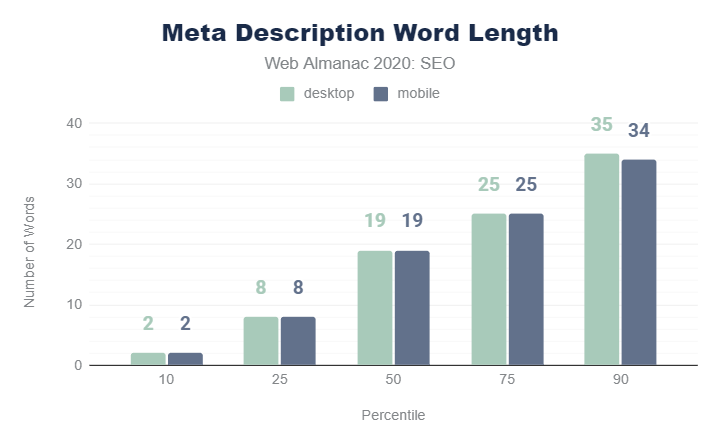 Meta Description Word Length
Web Almanac 2020: SEO
desktop mobile
40
30
20
10
0
Number of Words
2 2
8 8
19 19
25 25
35 34
10 25 50 75 90
Percentile